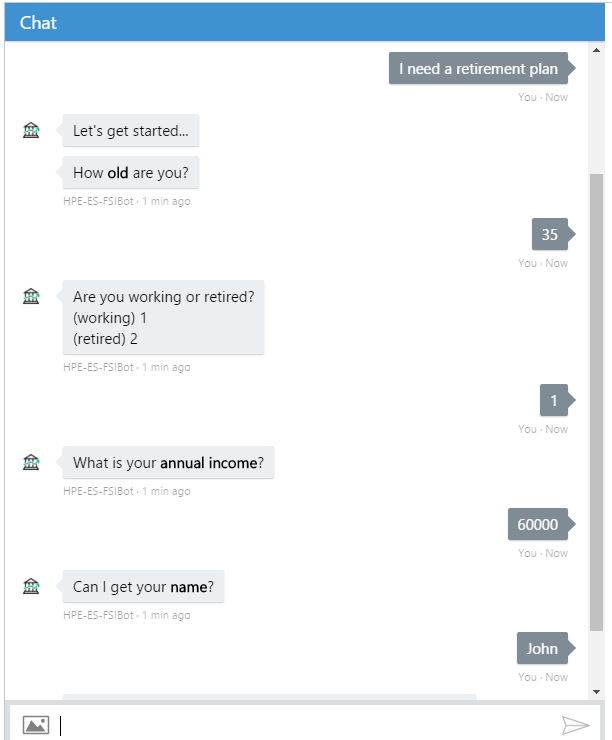 Chat
I need a retirement plan
You · Now
Let's get started...
How old are you?
HPE-ES-FSIBot · 1 min ago
35
You · Now
Are you working or retired?
(working) 1
(retired) 2
HPE-ES-FSIBot · 1 min ago
1
You · Now
What is your annual income?
HPE-ES-FSIBot · 1 min ago
60000
You · Now
Can I get your name?
HPE-ES-FSIBot · 1 min ago
John
You · Now